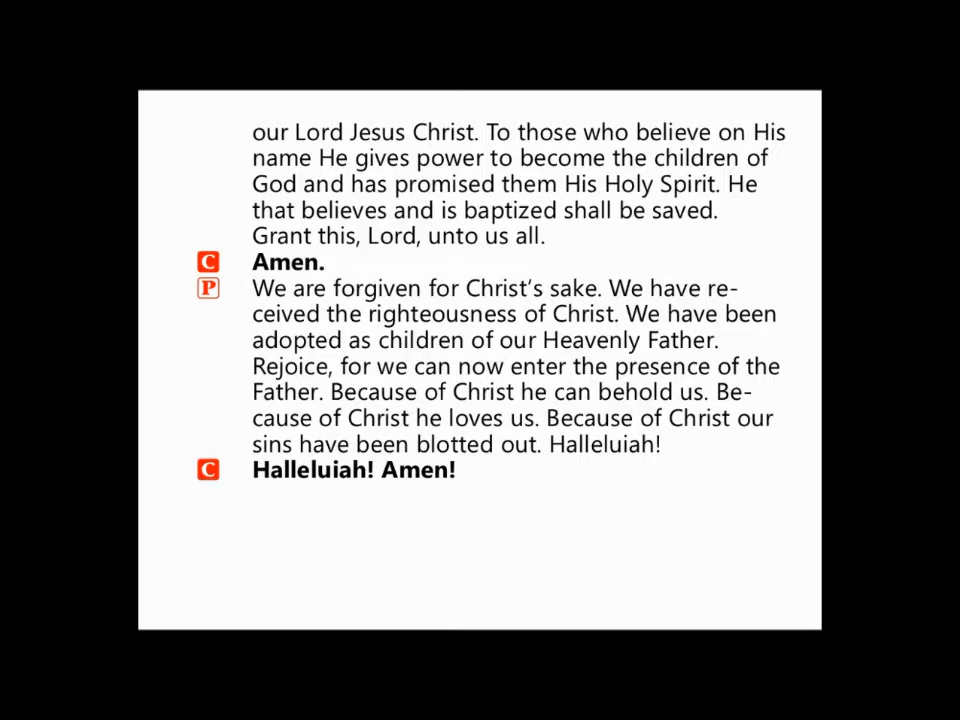 our Lord Jesus Christ. To those who believe on His
name He gives power to become the children of
God and has promised them His Holy Spirit. He
that believes and is baptized shall be saved.
Grant this, Lord, unto us all.
C Amen.
P We are forgiven for Christ's sake. We have re-
ceived the righteousness of Christ. We have been
adopted as children of our Heavenly Father.
Rejoice, for we can now enter the presence of the
Father. Because of Christ he can behold us. Be-
cause of Christ he loves us. Because of Christ our
sins have been blotted out. Halleluiah!
C Halleluiah! Amen!